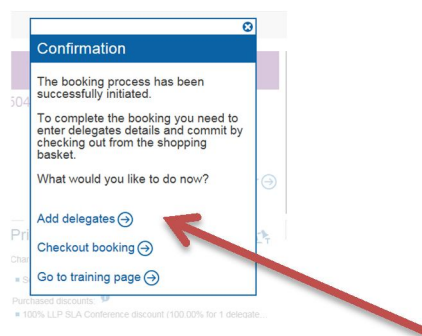 Confirmation
The booking process has been
successfully initiated.
To complete the booking you need to
enter delegates details and commit by
checking out from the shopping
basket.
What would you like to do now?
Add delegates
Checkout booking
Go to training page
Purchased discounts.
100% LLP SLA Conference discount (100.00% for 1 delegate...